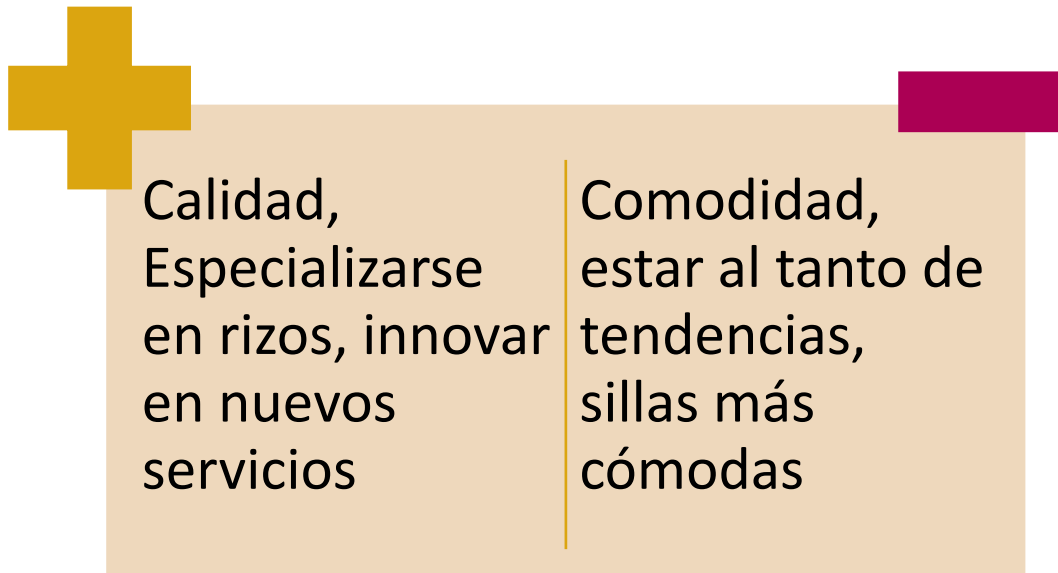 Calidad,
Especializarse
en rizos, innovar
en nuevos
servicios
Comodidad,
estar al tanto de
tendencias,
sillas más
cómodas